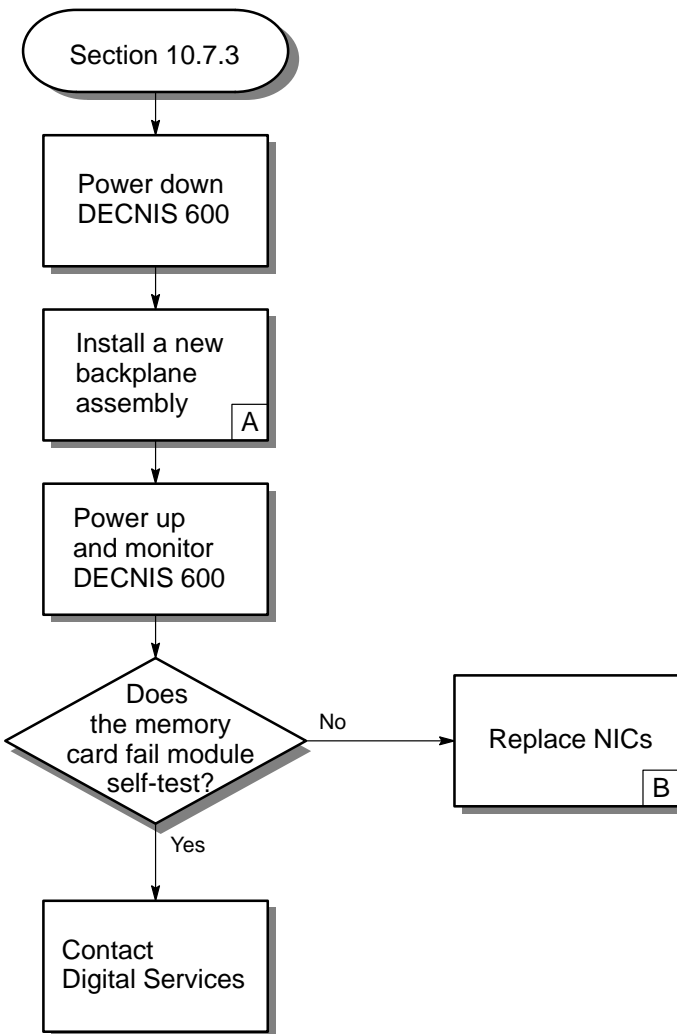 Section 10.7.3
Power down
DECNIS 600
Install a new
backplane
assembly
A
Power up
and monitor
DECNIS 600
Does
the memory
card fail module
self-test?
No
Replace NICs
B
Yes
Contact
Digital Services